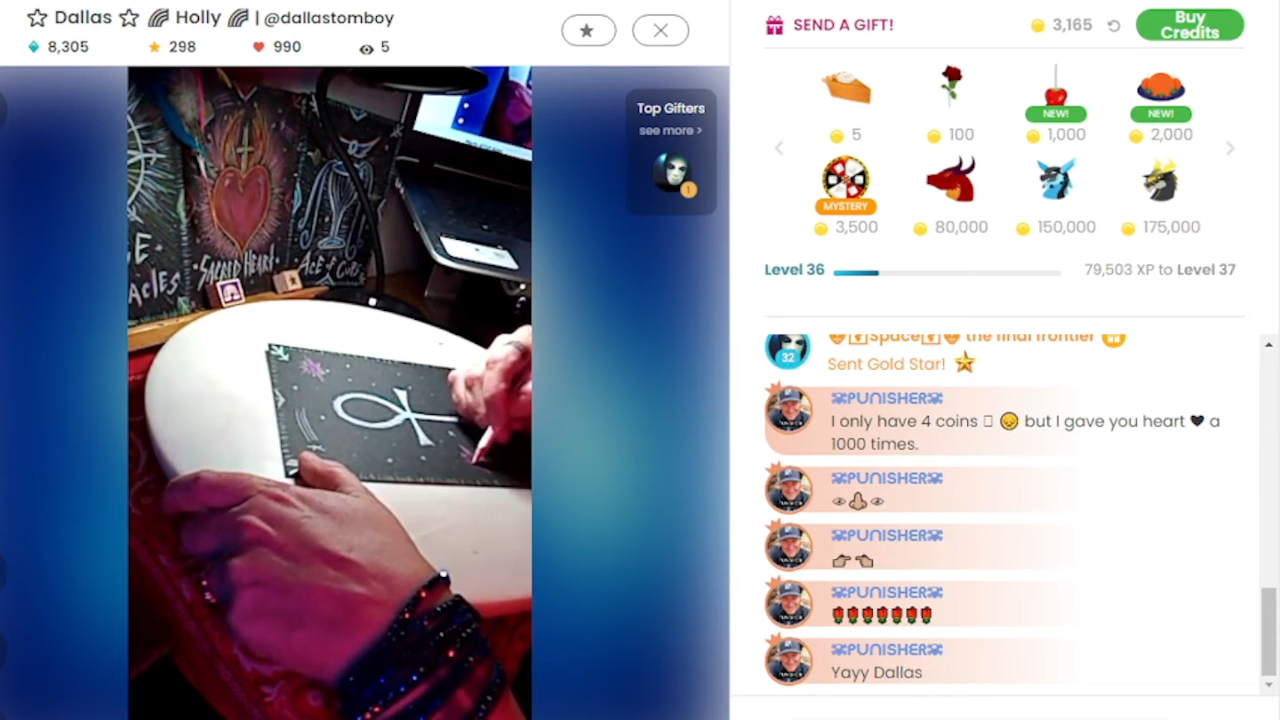 ☆ Dallas ☆ 🌈 Holly 🌈 | @dallastomboy
8,305 298 990 5
Top Gifters
see more >
1
SACRED HEART
ACE OF CUPS
SEND A GIFT!
3,165
Buy Credits
NEW! NEW!
5 100 1,000 2,000
MYSTERY
3,500 80,000 150,000 175,000
Level 36
79,503 XP to Level 37
Space the final frontier
32
Sent Gold Star!
PUNISHER
I only have 4 coins 😞 but I gave you heart 🖤 a
1000 times.
PUNISHER
👁👃👁
PUNISHER
👉👈
PUNISHER
🌹🌹🌹🌹🌹🌹🌹
PUNISHER
Yayy Dallas